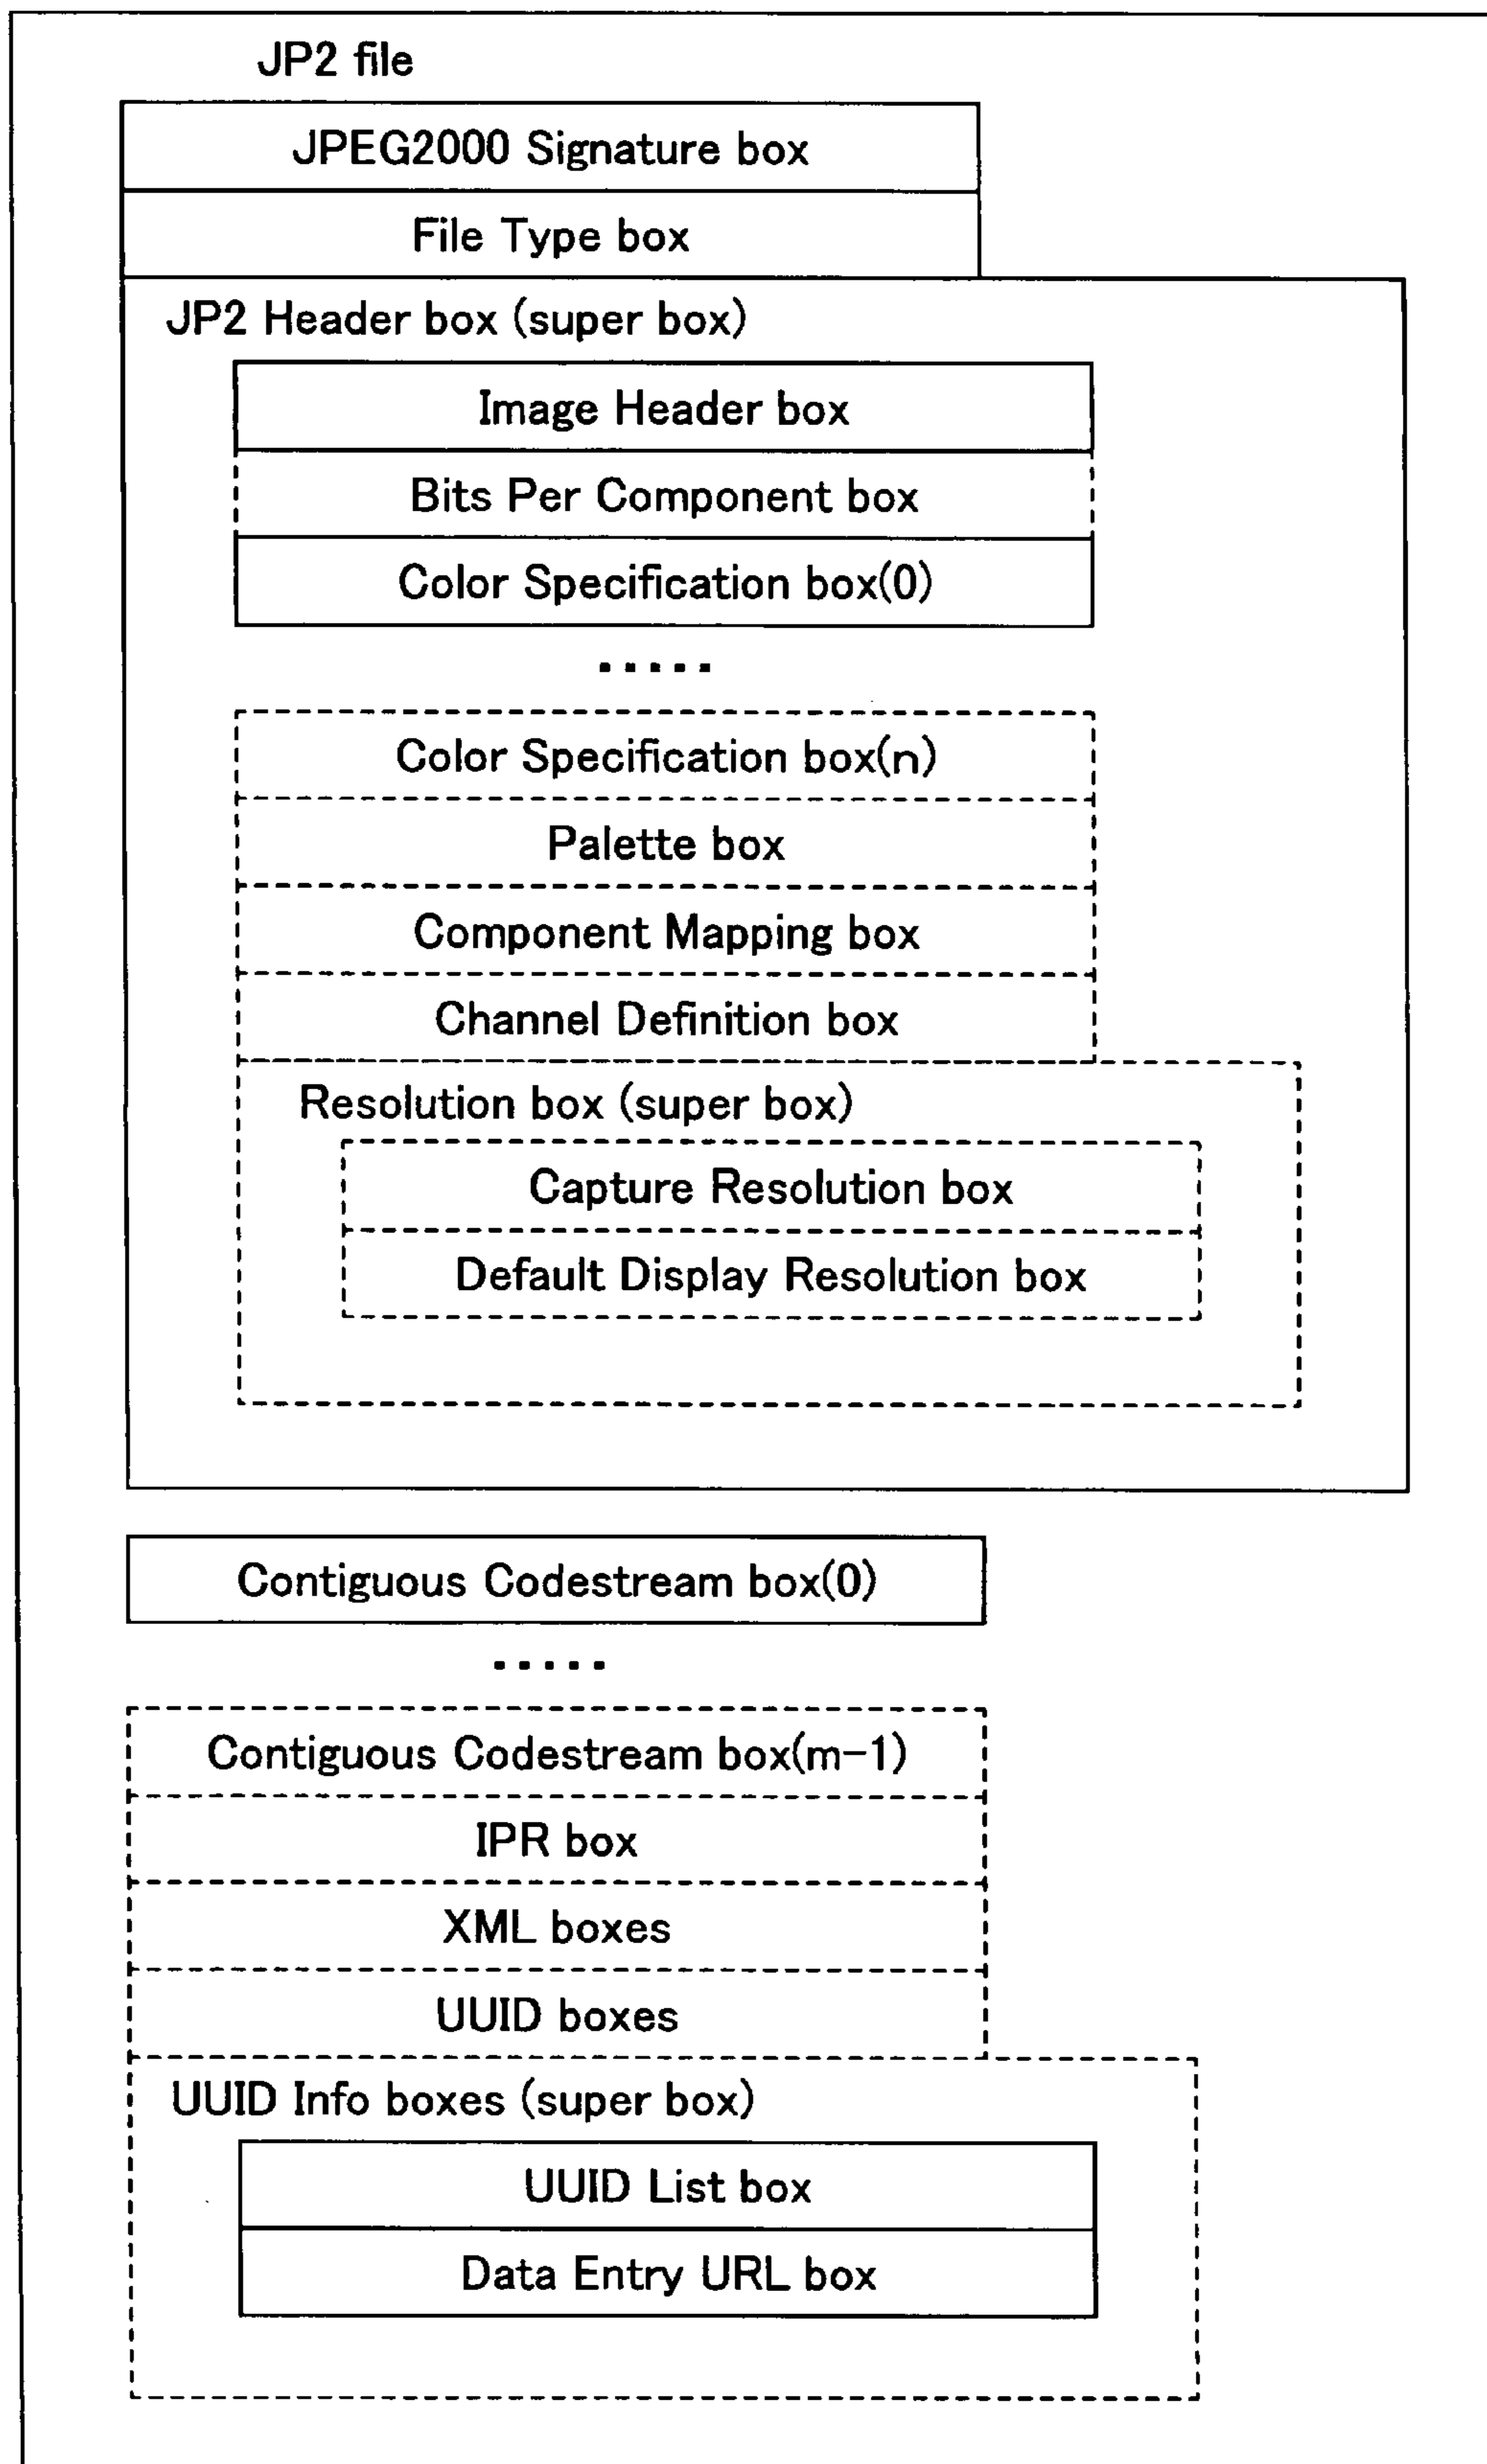 JP2 file
JPEG2000 Signature box
File Type box
JP2 Header box (super box)
Image Header box
Bits Per Component box
Color Specification box(0)
.....
Color Specification box(n)
Palette box
Component Mapping box
Channel Definition box
Resolution box (super box)
Capture Resolution box
Default Display Resolution box
Contiguous Codestream box(0)
.....
Contiguous Codestream box(m-1)
IPR box
XML boxes
UUID boxes
UUID Info boxes (super box)
UUID List box
Data Entry URL box